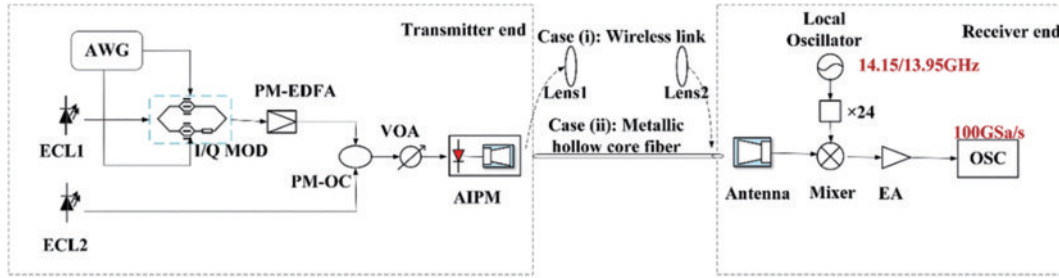 Transmitter end
AWG
PM-EDFA
ECL1
I/Q MOD
PM-OC
VOA
AIPM
ECL2
Case (i): Wireless link
Lens1
Lens2
Case (ii): Metallic
hollow core fiber
Receiver end
Local
Oscillator
14.15/13.95GHz
×24
100GSa/s
OSC
Antenna
Mixer
EA